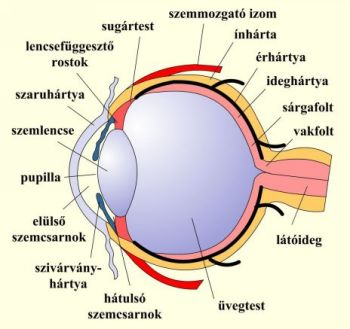 szemmozgató izom
sugártest
ínhárta
lencsefüggesztő
rostok
érhártya
ideghártya
szaruhártya
sárgafolt
szemlencse
vakfolt
pupilla
elülső
szemcsarnok
látóideg
szivárvány-
hártya
hátulsó
szemcsarnok
üvegtest